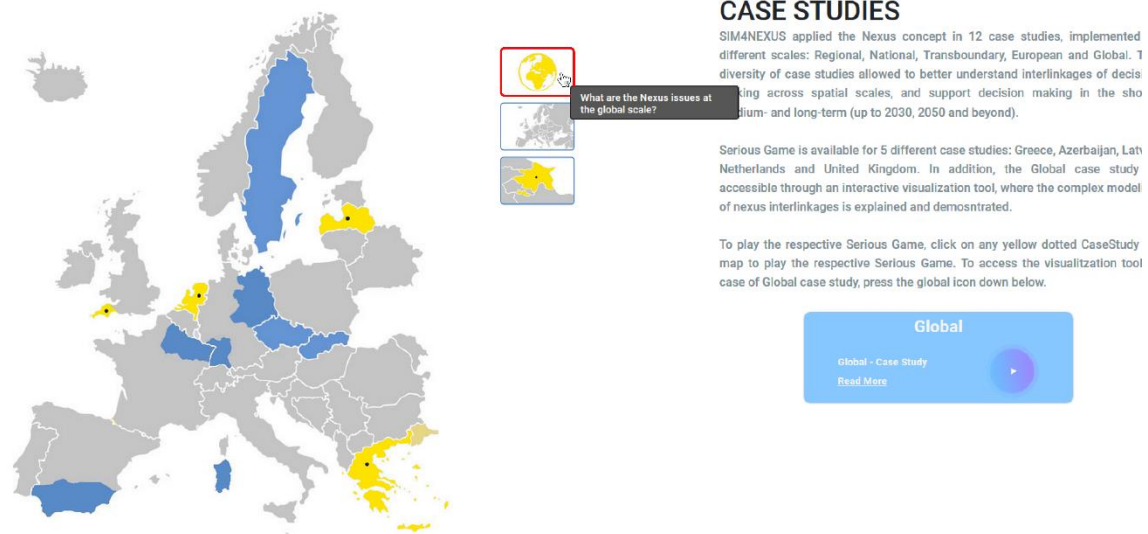 CASE STUDIES
SIM4NEXUS applied the Nexus concept in 12 case studies, implemented
different scales: Regional, National, Transboundary, European and Global.
diversity of case studies allowed to better understand interlinkages of
across spatial scales, and support decision making in the
and long-term (up to 2030, 2050 and beyond).
What are the Nexus issues at
the global scale?
Serious Game is available for 5 different case studies: Greece, Azerbaijan,
Netherlands and United Kingdom. In addition, the Global case study
accessible through an interactive visualization tool, where the complex
of nexus interlinkages is explained and demosntrated.
To play the respective Serious Game, click on any yellow dotted CaseStudy
map to play the respective Serious Game. To access the visualitzation tool
case of Global case study, press the global icon down below.
Global
Global - Case Study
Read More